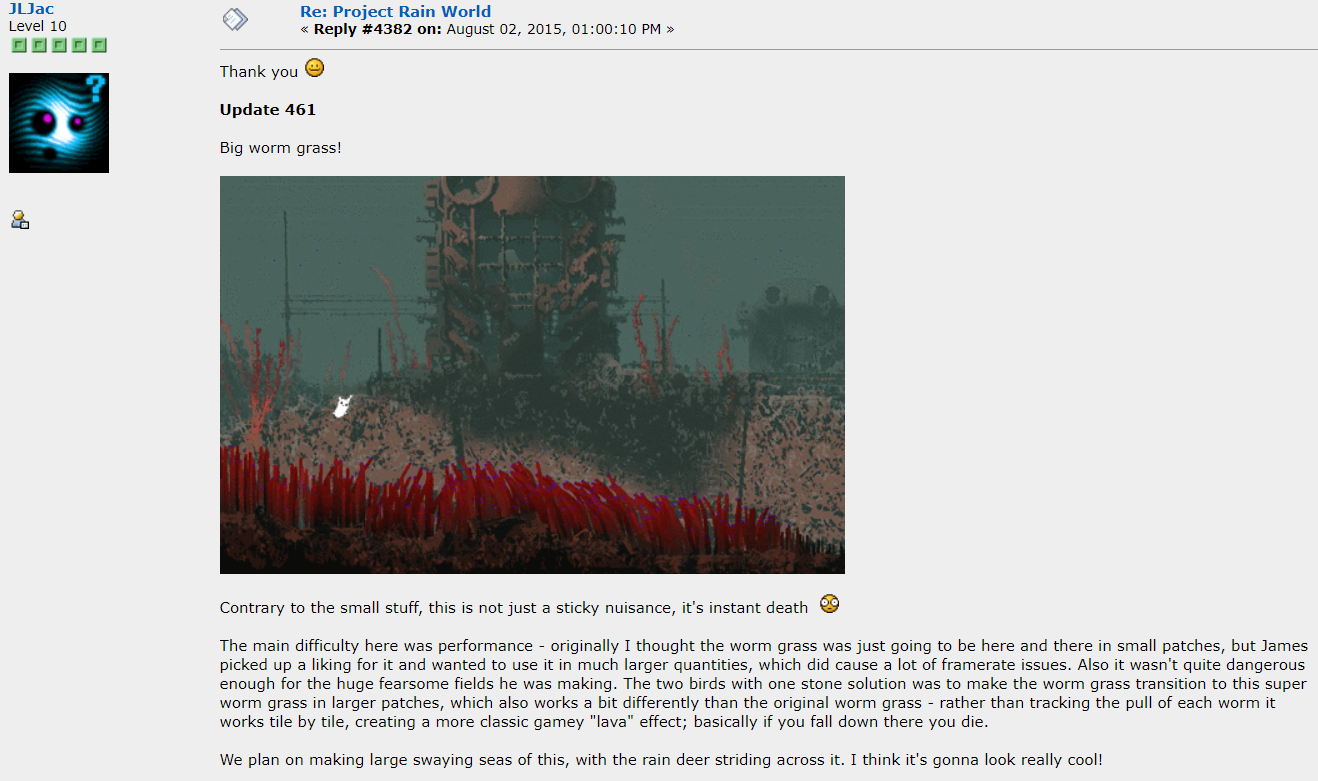 JLJac
Level 10
Re: Project Rain World
« Reply #4382 on: August 02, 2015, 01:00:10 PM »
Thank you
Update 461
Big worm grass!
Contrary to the small stuff, this is not just a sticky nuisance, it's instant death
The main difficulty here was performance - originally I thought the worm grass was just going to be here and there in small patches, but James
picked up a liking for it and wanted to use it in much larger quantities, which did cause a lot of framerate issues. Also it wasn't quite dangerous
enough for the huge fearsome fields he was making. The two birds with one stone solution was to make the worm grass transition to this super
worm grass in larger patches, which also works a bit differently than the original worm grass - rather than tracking the pull of each worm it
works tile by tile, creating a more classic gamey "lava" effect; basically if you fall down there you die.
We plan on making large swaying seas of this, with the rain deer striding across it. I think it's gonna look really cool!